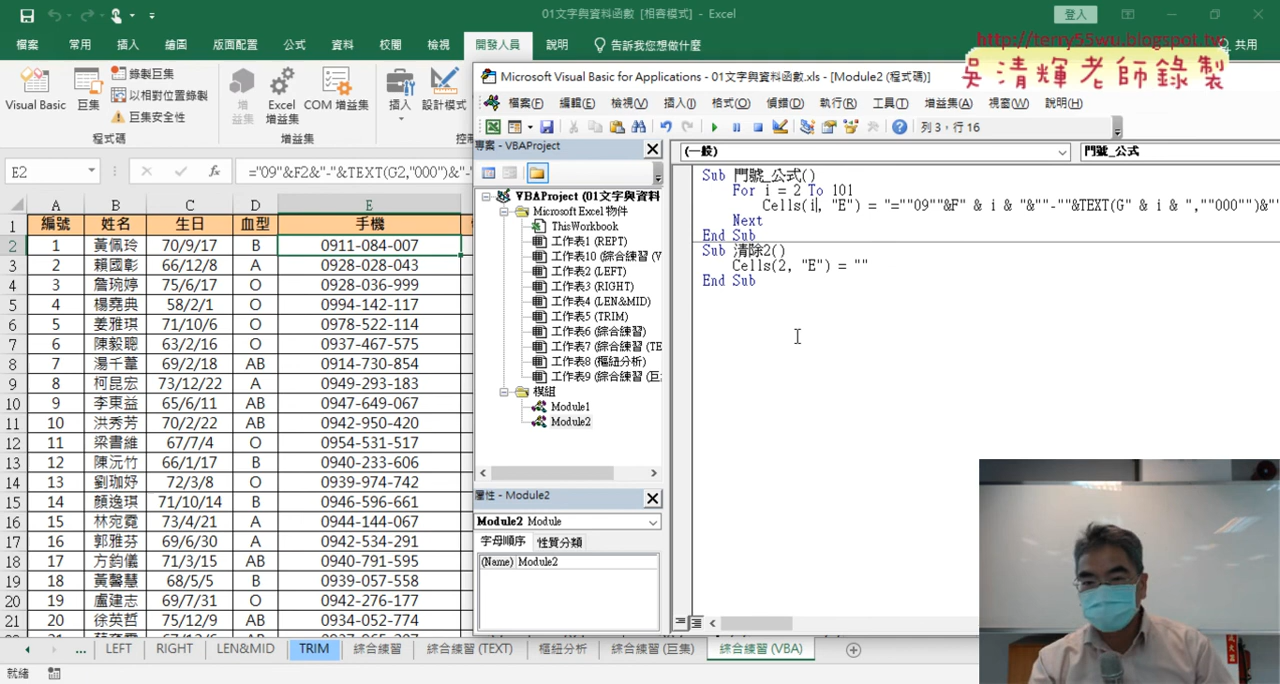 01文字與資料函數 [相容模式] - Excel
登入
http://terry55wu.blogspot.tw
吳清輝老師錄製
檔案 常用 插入 繪圖 版面配置 公式 資料 校閱 檢視 開發人員 說明 告訴我您想做什麼 共用
Visual Basic 巨集 錄製巨集 以相對位置錄製 巨集安全性 程式碼
增益集 Excel 增益集 COM 增益集 增益集 插入 設計模式
E2 ="09"&F2&"-"&TEXT(G2,"000")&"-
Microsoft Visual Basic for Applications - 01文字與資料函數.xls - [Module2 (程式碼)]
檔案(F) 編輯(E) 檢視(V) 插入(I) 格式(O) 偵錯(D) 執行(R) 工具(T) 增益集(A) 視窗(W) 說明(H)
列 3，行 16
專案 - VBAProject
VBAProject (01文字與資料
Microsoft Excel 物件
ThisWorkbook
工作表1 (REPT)
工作表10 (綜合練習 (V
工作表2 (LEFT)
工作表3 (RIGHT)
工作表4 (LEN&MID)
工作表5 (TRIM)
工作表6 (綜合練習)
工作表7 (綜合練習 (TE
工作表8 (樞紐分析)
工作表9 (綜合練習 (巨
模組
Module1
Module2
屬性 - Module2
Module2 Module
字母順序 性質分類
(Name) Module2
(一般) 門號_公式
Sub 門號_公式()
For i = 2 To 101
Cells(i, "E") = "=""09""&F" & i & "&""-""&TEXT(G" & i & ",""000"")&""
Next
End Sub
Sub 清除2()
Cells(2, "E") = ""
End Sub
A B C D E
1 編號 姓名 生日 血型 手機
2 1 黃佩玲 70/9/17 B 0911-084-007
3 2 賴國彰 66/12/8 A 0928-028-043
4 3 詹琬婷 75/6/17 O 0928-036-999
5 4 楊堯典 58/2/1 O 0994-142-117
6 5 姜雅琪 71/10/6 O 0978-522-114
7 6 陳毅聰 63/2/16 O 0937-467-575
8 7 湯千葦 69/2/18 AB 0914-730-854
9 8 柯昆宏 73/12/22 A 0949-293-183
10 9 李東益 65/6/11 AB 0947-649-067
11 10 洪秀芳 70/2/22 AB 0942-950-420
12 11 梁書維 67/7/4 O 0954-531-517
13 12 陳沅竹 66/1/17 B 0940-233-606
14 13 劉珈妤 72/3/8 O 0939-974-742
15 14 顏逸琪 71/10/14 B 0946-596-661
16 15 林宛霓 73/4/21 A 0944-144-067
17 16 郭雅芬 69/6/30 A 0942-534-291
18 17 方鈞儀 71/3/15 AB 0940-791-595
19 18 黃馨慧 68/5/5 B 0939-057-558
20 19 盧建志 69/7/31 O 0942-276-177
21 20 徐英哲 75/12/9 AB 0934-052-774
... LEFT RIGHT LEN&MID TRIM 綜合練習 綜合練習 (TEXT) 樞紐分析 綜合練習 (巨集) 綜合練習 (VBA)
就緒